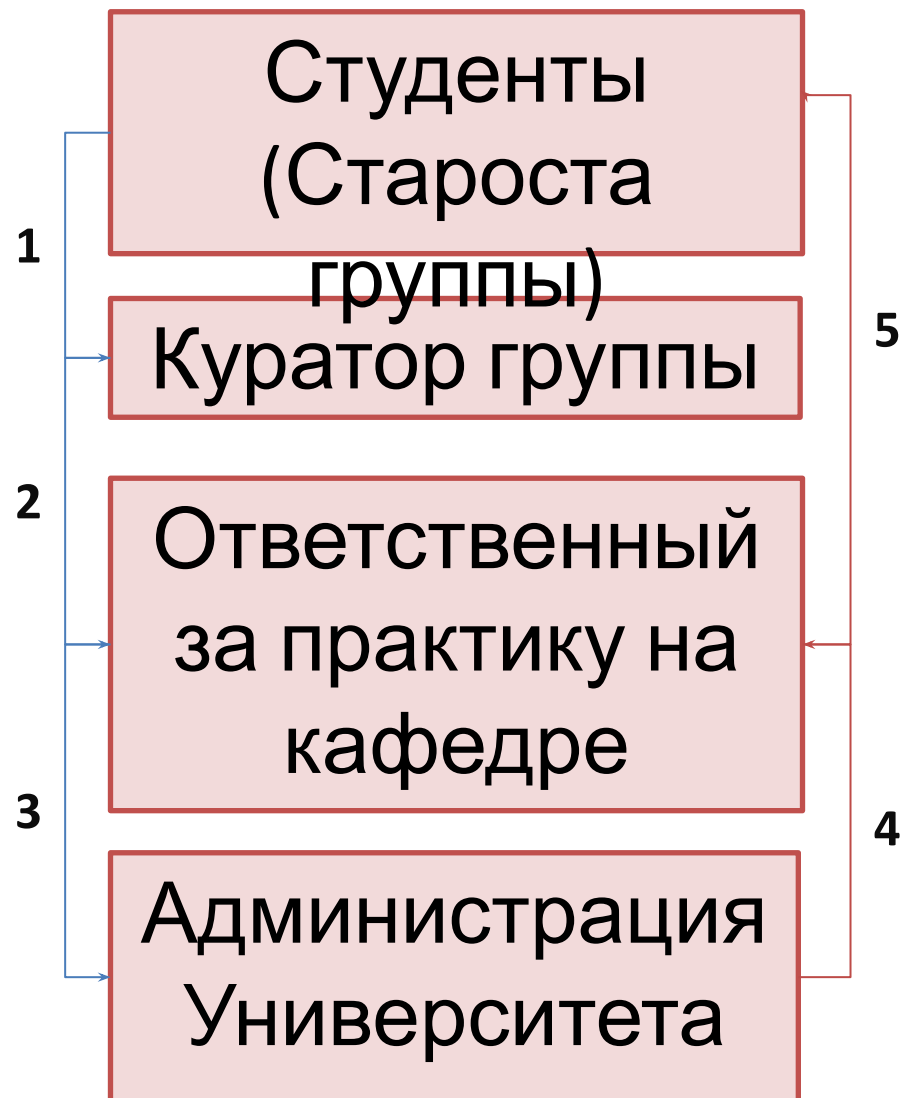 Студенты
(Староста
группы)
1
Куратор группы
5
2
Ответственный
за практику на
кафедре
3
4
Администрация
Университета